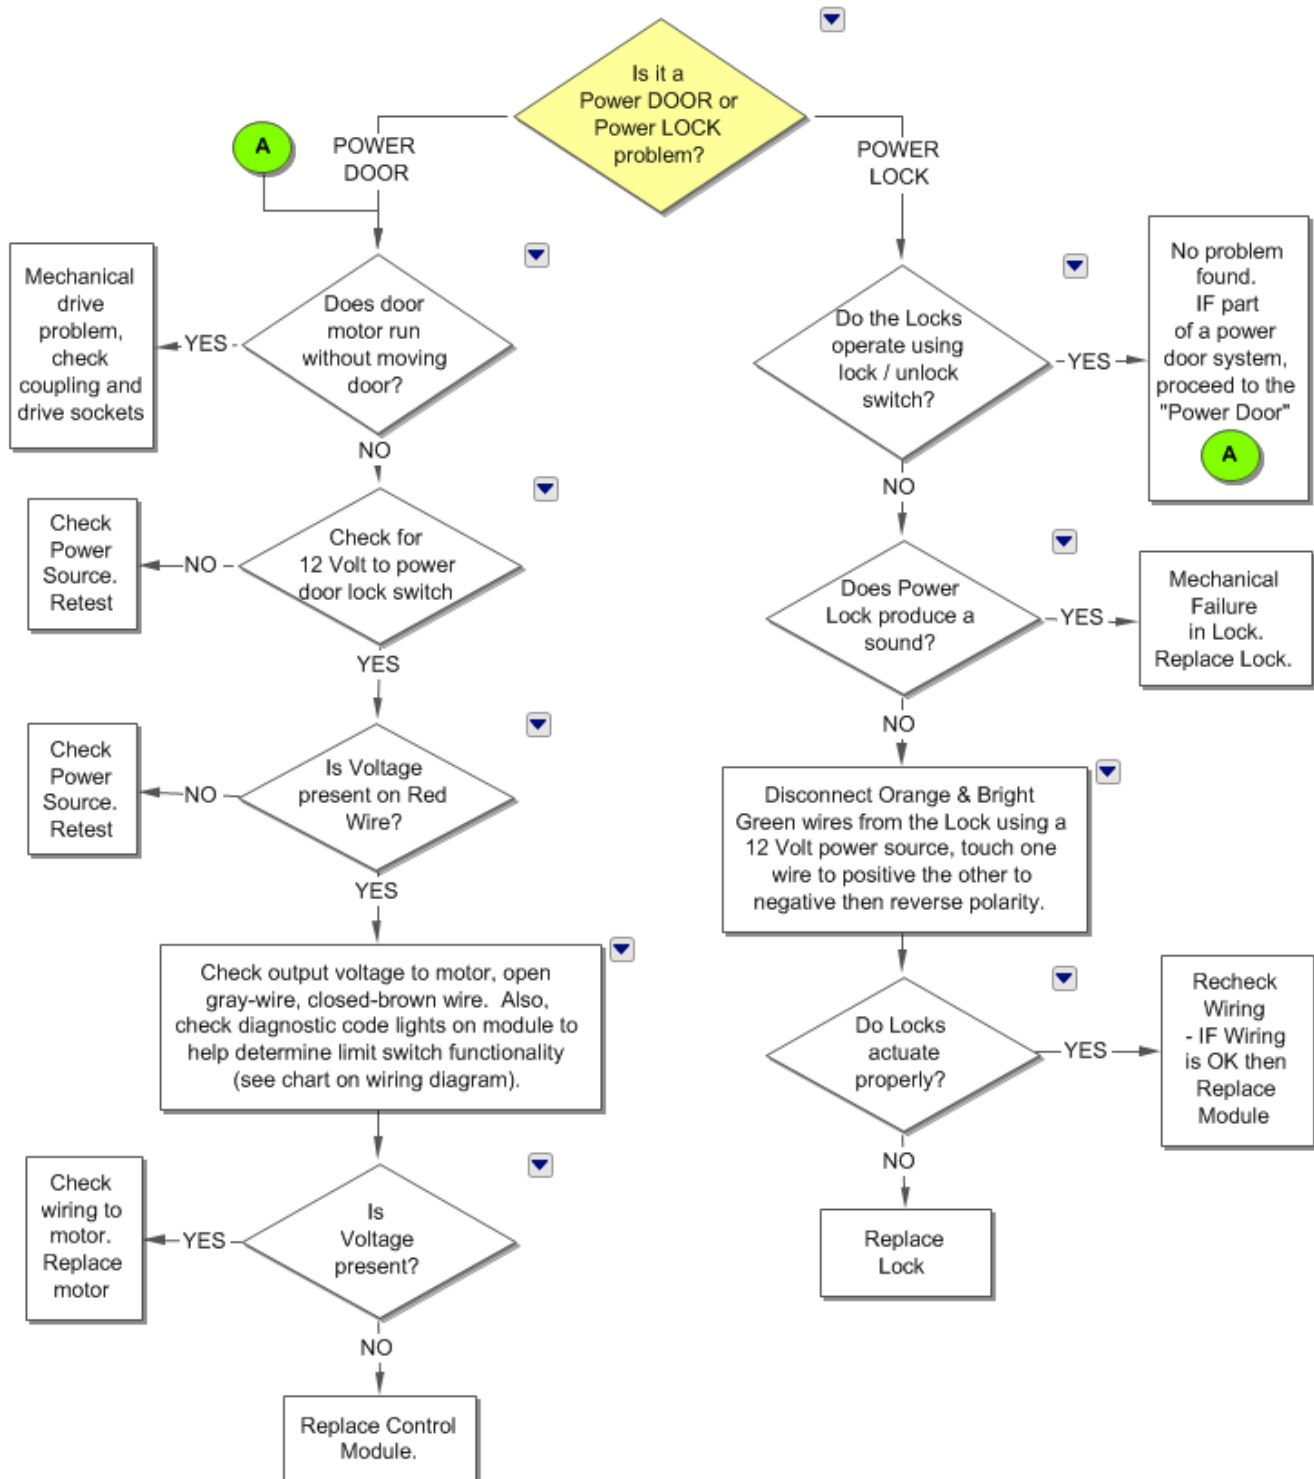 Is it a
Power DOOR or
Power LOCK
problem?
A
POWER
DOOR
POWER
LOCK
Mechanical
drive
problem,
check
coupling and
drive sockets
YES
Does door
motor run
without moving
door?
NO
Check
Power
Source.
Retest
NO
Check for
12 Volt to power
door lock switch
YES
Check
Power
Source.
Retest
NO
Is Voltage
present on Red
Wire?
YES
Check output voltage to motor, open
gray-wire, closed-brown wire. Also,
check diagnostic code lights on module to
help determine limit switch functionality
(see chart on wiring diagram).
Check
wiring to
motor.
Replace
motor
YES
Is
Voltage
present?
NO
Replace Control
Module.
Do the Locks
operate using
lock / unlock
switch?
YES
No problem
found.
IF part
of a power
door system,
proceed to the
"Power Door"
A
NO
Does Power
Lock produce a
sound?
YES
Mechanical
Failure
in Lock.
Replace Lock.
NO
Disconnect Orange & Bright
Green wires from the Lock using a
12 Volt power source, touch one
wire to positive the other to
negative then reverse polarity.
Do Locks
actuate
properly?
YES
Recheck
Wiring
- IF Wiring
is OK then
Replace
Module
NO
Replace
Lock